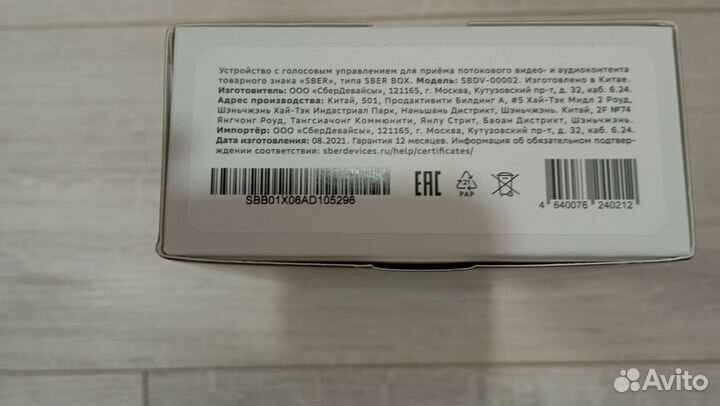 Устройство с голосовым управлением для приёма потокового видео- и аудиоконтента
товарного знака «SBER», типа SBER BOX. Модель: SBDV-00002. Изготовлено в Китае.
Изготовитель: ООО «СберДевайсы», 121165, г. Москва, Кутузовский пр-т, д. 32, каб. 6.24.
Адрес производства: Китай, 501, Продактивити Билдинг А, #5 Хай-Тэк Мидл 2 Роуд,
Шэньчжэнь Хай-Тэк Индастриал Парк, Наньшань Дистрикт, Шэньчжэнь. Китай, 2F №74
Янгчонг Роуд, Тангсиачонг Коммюнити, Янлу Стрит, Баоан Дистрикт, Шэньчжэнь.
Импортёр: ООО «СберДевайсы», 121165, г. Москва, Кутузовский пр-т, д. 32, каб. 6.24.
Дата изготовления: 08.2021. Гарантия 12 месяцев. Информация об обязательном подтвер-
ждении соответствия: sberdevices.ru/help/certificates/
SBB01X06AD105296
EAC
21
PAP
4 640076 240212
Avito